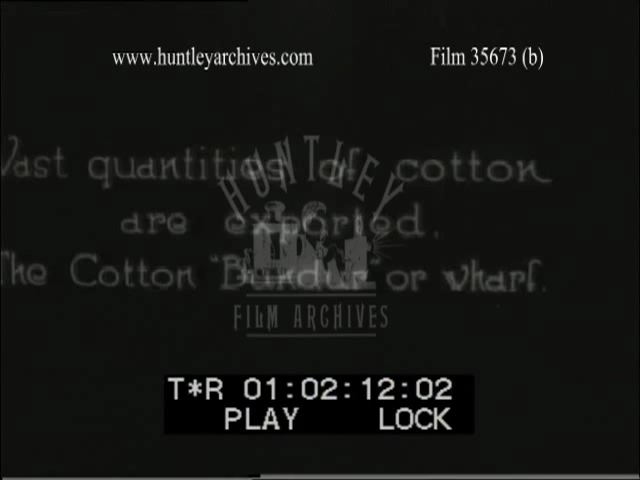 www.huntleyarchives.com Film 35673 (b)
Vast quantities of cotton
are exported.
The Cotton "Bundur" or wharf.
HUNTLEY
FILM ARCHIVES
T*R 01:02:12:02
PLAY LOCK